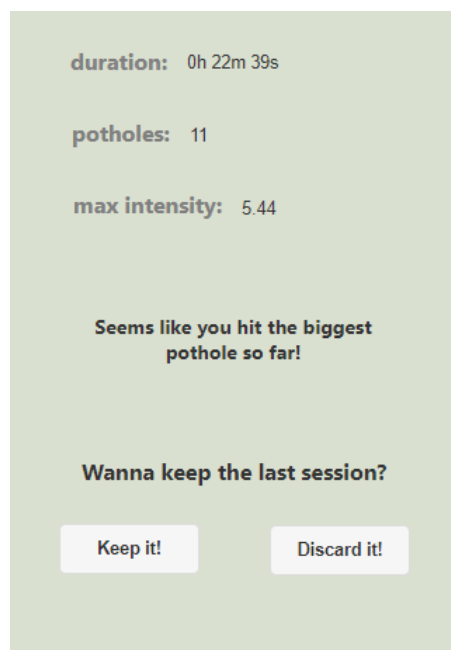 duration: 0h 22m 39s
potholes: 11
max intensity: 5.44
Seems like you hit the biggest
pothole so far!
Wanna keep the last session?
Keep it! Discard it!